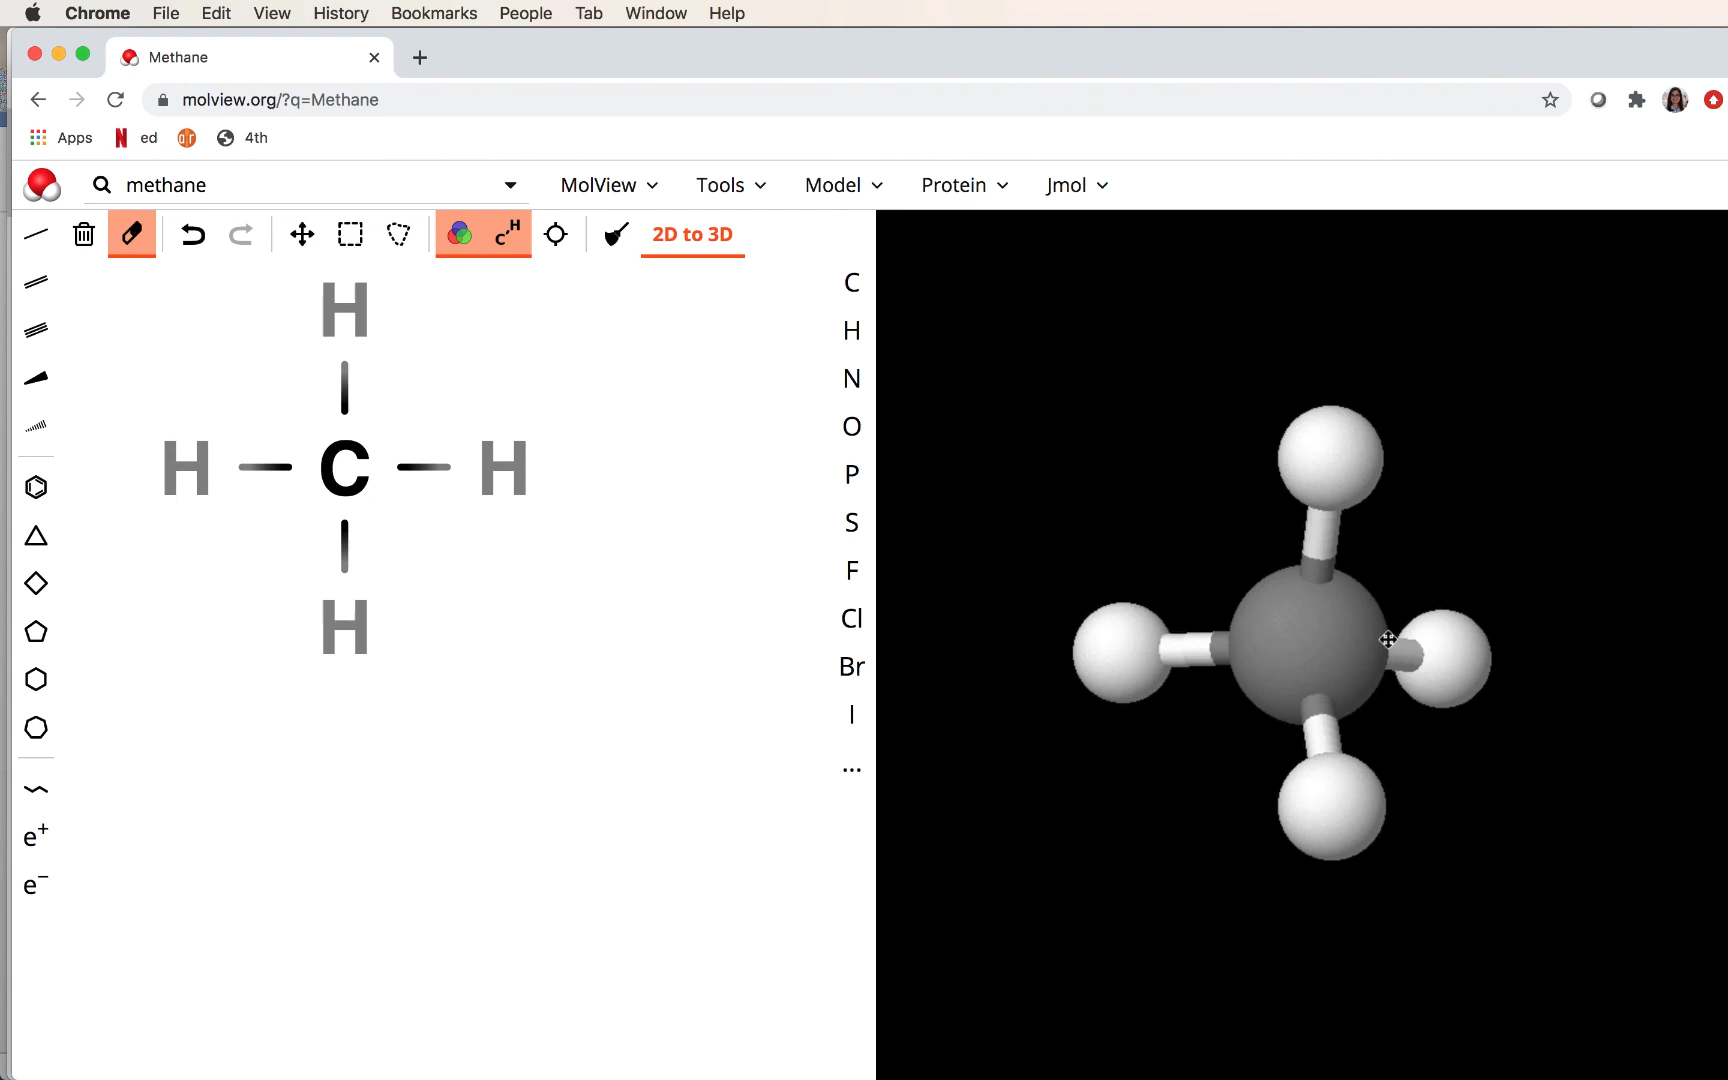 Chrome File Edit View History Bookmarks People Tab Window Help
Methane
molview.org/?q=Methane
Apps N ed 4th
methane MolView Tools Model Protein Jmol
C H 2D to 3D
H
H C H
H
C
H
N
O
P
S
F
Cl
Br
I
...
e+
e−